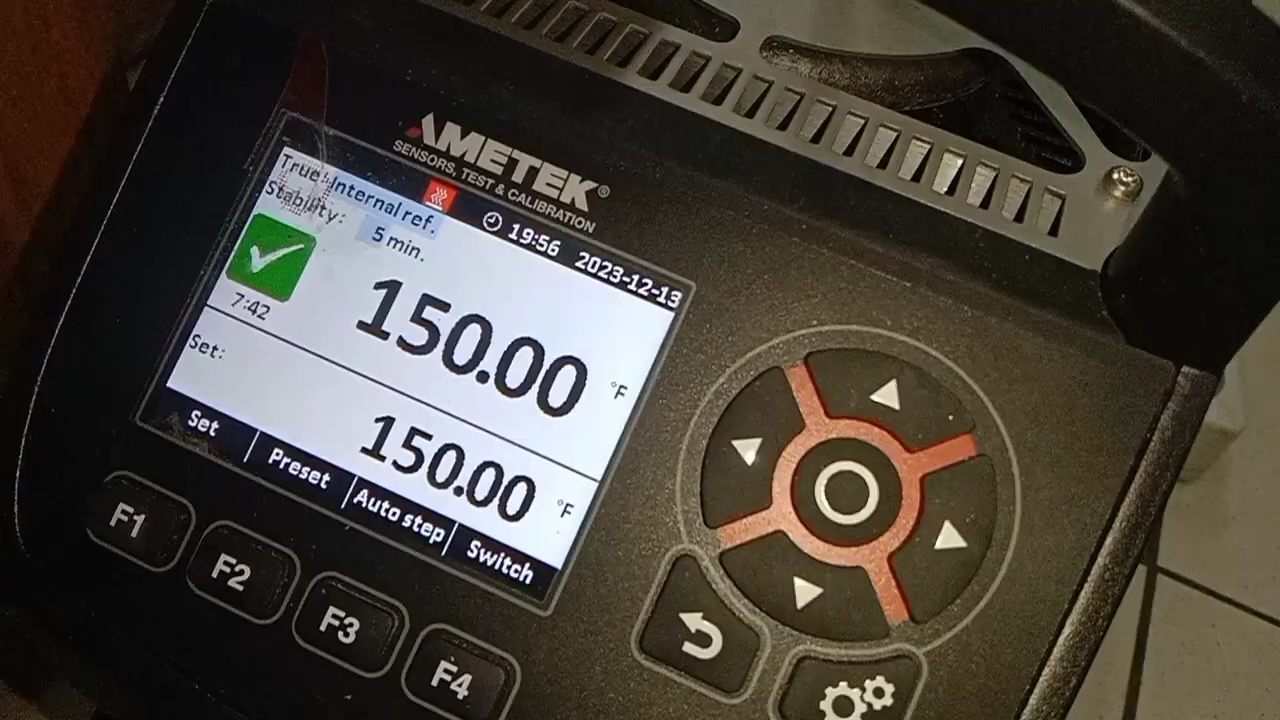 AMETEK®
SENSORS, TEST & CALIBRATION
19:56 2023-12-13
True: Internal ref.
Stability: 5 min.
7:42
150.00 °F
Set:
150.00 °F
Set Preset Auto step Switch
F1 F2 F3 F4